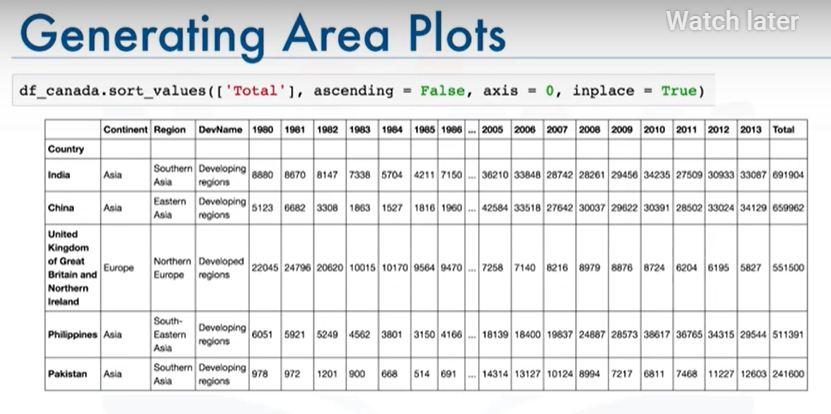 Generating Area Plots
Watch later
df_canada.sort_values(['Total'], ascending = False, axis = 0, inplace = True)
Continent Region DevName 1980 1981 1982 1983 1984 1985 1986 ... 2005 2006 2007 2008 2009 2010 2011 2012 2013 Total
Country
India Asia Southern Asia Developing regions 8880 8670 8147 7338 5704 4211 7150 ... 36210 33848 28742 28261 29456 34235 27509 30933 33087 691904
China Asia Eastern Asia Developing regions 5123 6682 3308 1863 1527 1816 1960 ... 42584 33518 27642 30037 29622 30391 28502 33024 34129 659962
United Kingdom of Great Britain and Northern Ireland Europe Northern Europe Developed regions 22045 24796 20620 10015 10170 9564 9470 ... 7258 7140 8216 8979 8876 8724 6204 6195 5827 551500
Philippines Asia South-Eastern Asia Developing regions 6051 5921 5249 4562 3801 3150 4166 ... 18139 18400 19837 24887 28573 38617 36765 34315 29544 511391
Pakistan Asia Southern Asia Developing regions 978 972 1201 900 668 514 691 ... 14314 13127 10124 8994 7217 6811 7468 11227 12603 241600